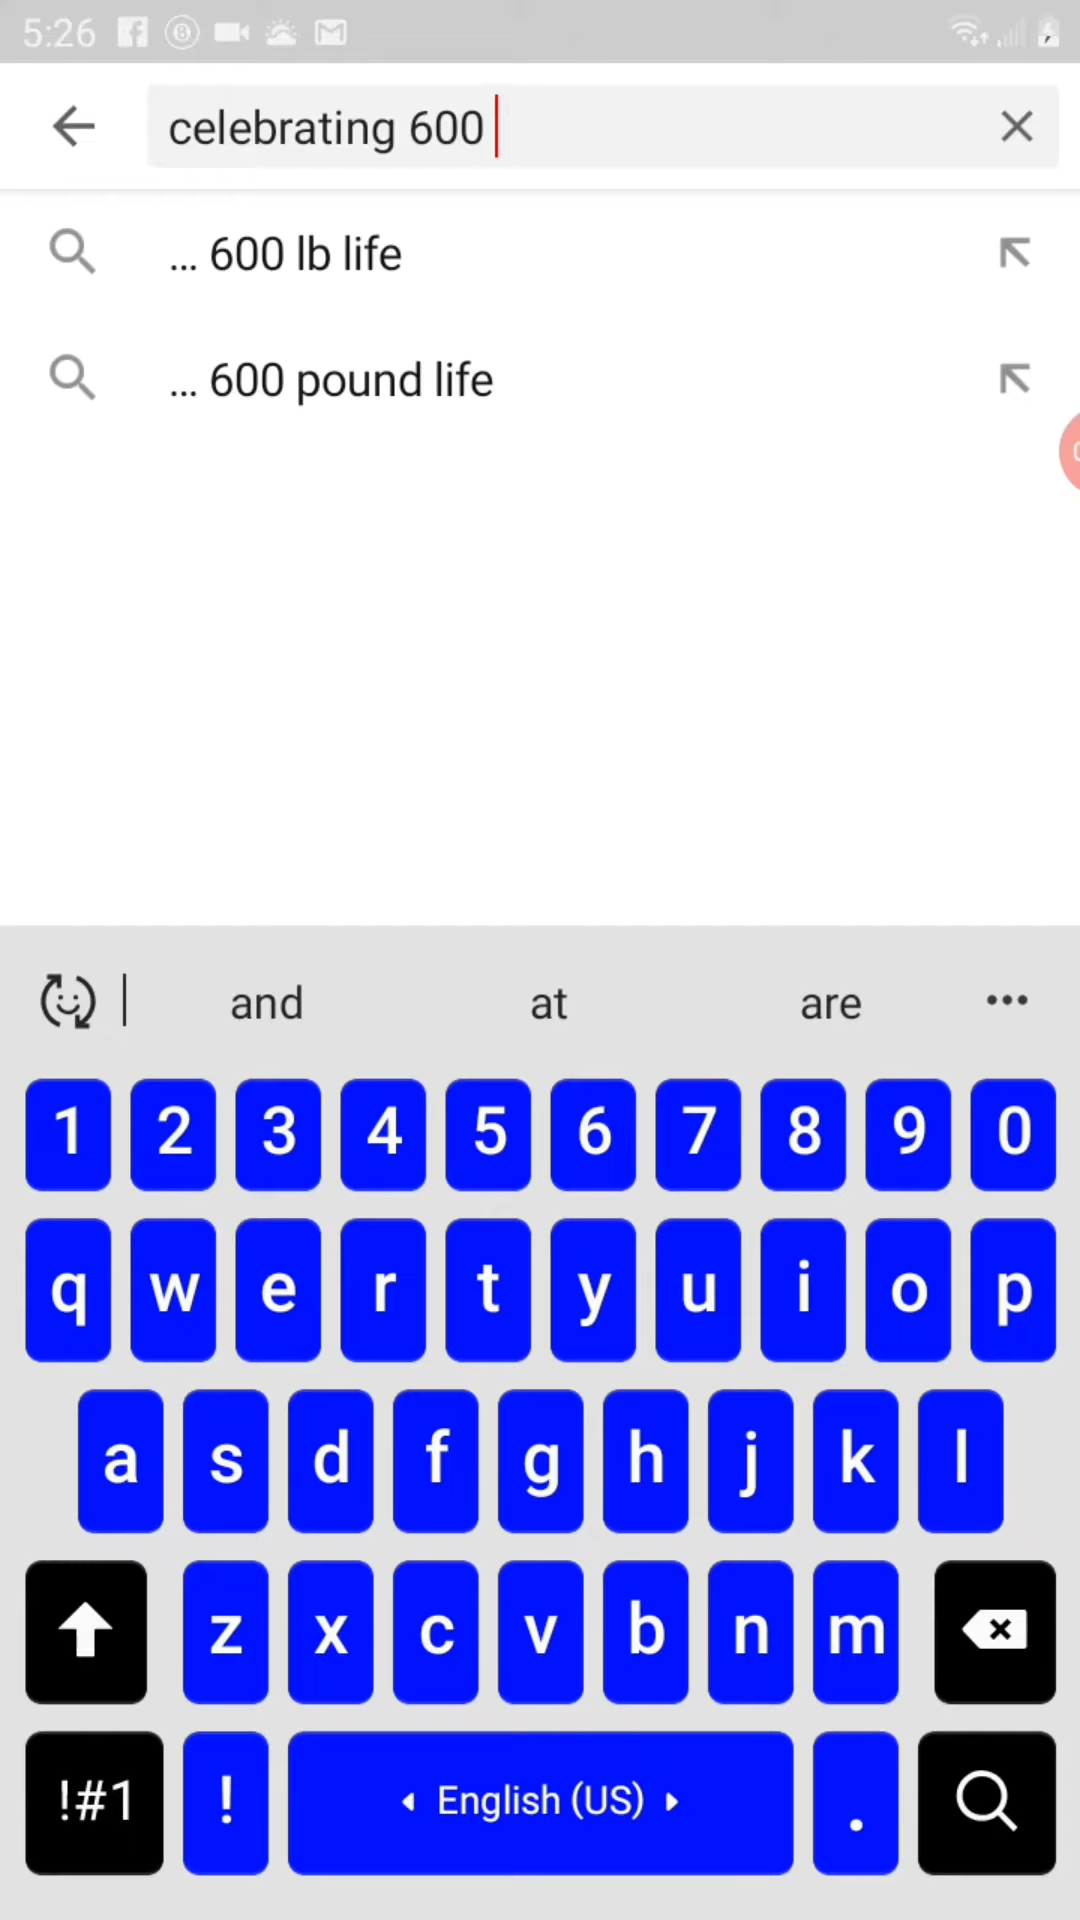 5:26
celebrating 600
... 600 lb life
... 600 pound life
and at are
1 2 3 4 5 6 7 8 9 0
q w e r t y u i o p
a s d f g h j k l
z x c v b n m
!#1 ! English (US) .